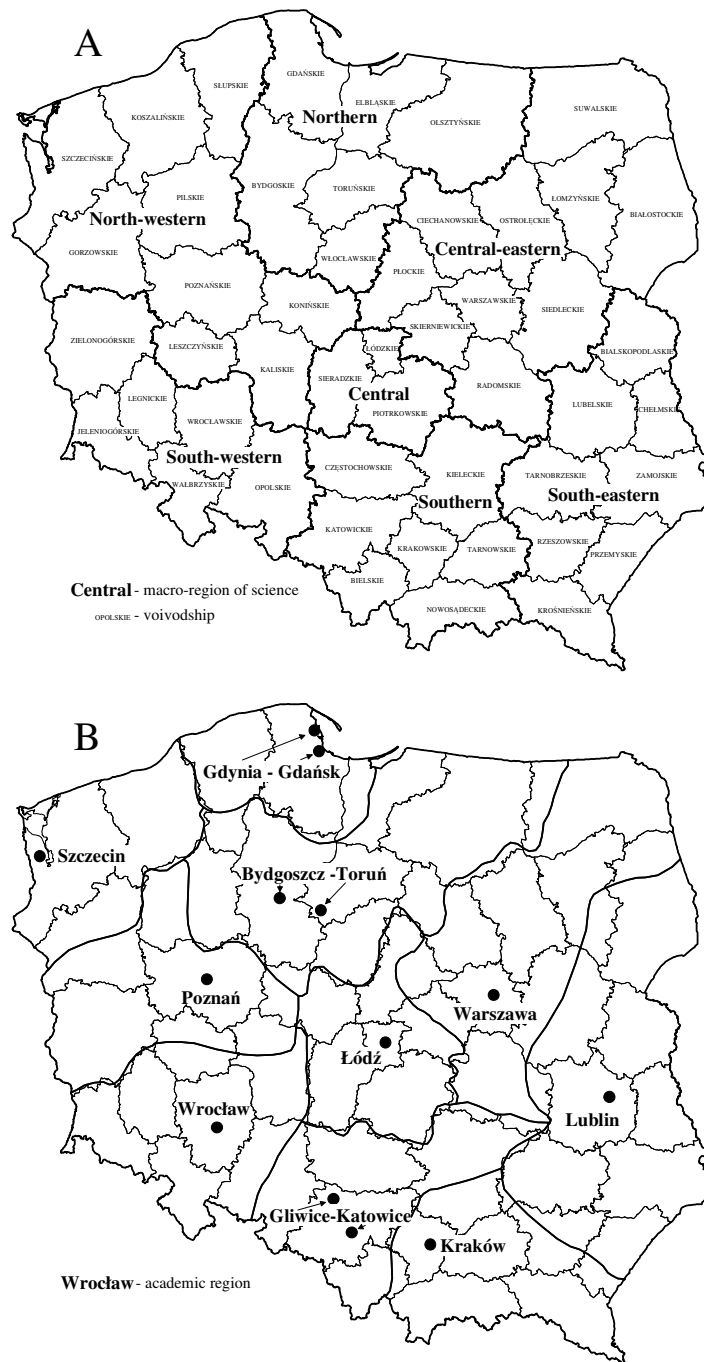 A
GDAŃSKIE
SŁUPSKIE
ELBLĄSKIE
SUWALSKIE
KOSZALIŃSKIE
Northern
OLSZTYŃSKIE
SZCZECIŃSKIE
BYDGOSKIE
TORUŃSKIE
PILSKIE
ŁOMŻYŃSKIE
BIAŁOSTOCKIE
North-western
CIECHANOWSKIE
OSTROŁĘCKIE
GORZOWSKIE
WŁOCŁAWSKIE
Central-eastern
PŁOCKIE
POZNAŃSKIE
KONIŃSKIE
WARSZAWSKIE
SIEDLECKIE
SKIERNIEWICKIE
ZIELONOGÓRSKIE
LESZCZYŃSKIE
ŁÓDZKIE
BIALSKOPODLASKIE
KALISKIE
SIERADZKIE
RADOMSKIE
LEGNICKIE
Central
LUBELSKIE
CHEŁMSKIE
WROCŁAWSKIE
PIOTRKOWSKIE
JELENIOGÓRSKIE
South-western
CZĘSTOCHOWSKIE
KIELECKIE
TARNOBRZESKIE
ZAMOJSKIE
WAŁBRZYSKIE
OPOLSKIE
Southern
South-eastern
KATOWICKIE
KRAKOWSKIE
TARNOWSKIE
RZESZOWSKIE
PRZEMYSKIE
BIELSKIE
Central - macro-region of science
NOWOSĄDECKIE
KROŚNIEŃSKIE
OPOLSKIE - voivodship
B
Gdynia - Gdańsk
Szczecin
Bydgoszcz -Toruń
Poznań
Warszawa
Łódź
Wrocław
Lublin
Gliwice-Katowice
Kraków
Wrocław - academic region